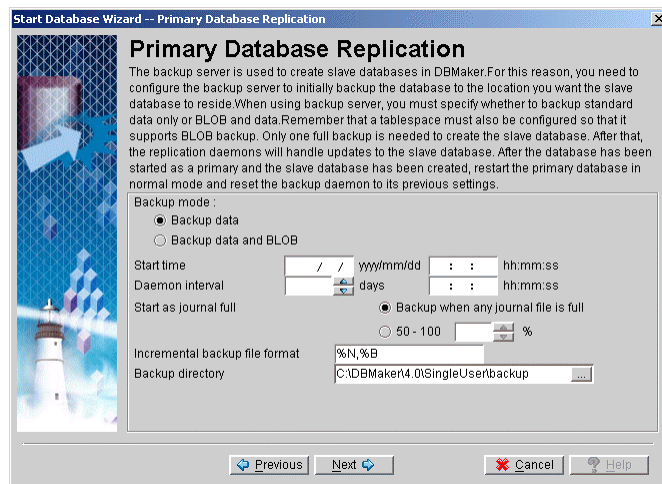 Start Database Wizard -- Primary Database Replication
Primary Database Replication
The backup server is used to create slave databases in DBMaker.For this reason, you need to
configure the backup server to initially backup the database to the location you want the slave
database to reside.When using backup server, you must specify whether to backup standard
data only or BLOB and data.Remember that a tablespace must also be configured so that it
supports BLOB backup. Only one full backup is needed to create the slave database. After that,
the replication daemons will handle updates to the slave database. After the database has been
started as a primary and the slave database has been created, restart the primary database in
normal mode and reset the backup daemon to its previous settings.
Backup mode :
Backup data
Backup data and BLOB
Start time / / yyyy/mm/dd : : hh:mm:ss
Daemon interval days : : hh:mm:ss
Start as journal full Backup when any journal file is full
50 - 100 %
Incremental backup file format %N,%B
Backup directory C:\DBMaker\4.0\SingleUser\backup ...
Previous Next Cancel ? Help